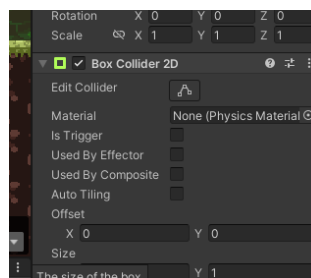 Rotation X 0 Y 0 Z 0
Scale X 1 Y 1 Z 1
Box Collider 2D
Edit Collider
Material None (Physics Material
Is Trigger
Used By Effector
Used By Composite
Auto Tiling
Offset
X 0 Y 0
Size
The size of the box Y 1